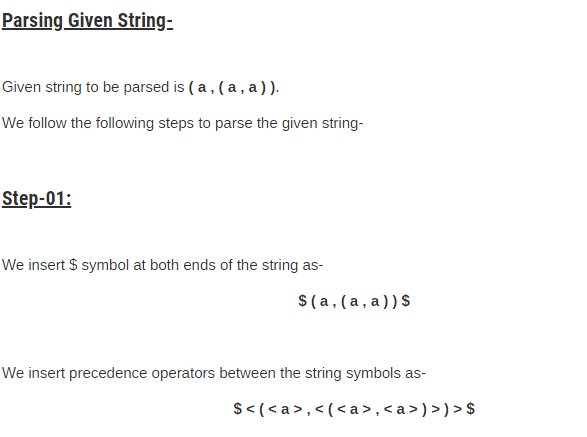 Parsing Given String-
Given string to be parsed is ( a , ( a , a ) ).
We follow the following steps to parse the given string-
Step-01:
We insert $ symbol at both ends of the string as-
$ ( a , ( a , a ) ) $
We insert precedence operators between the string symbols as-
$ < ( < a > , < ( < a > , < a > ) > ) > $